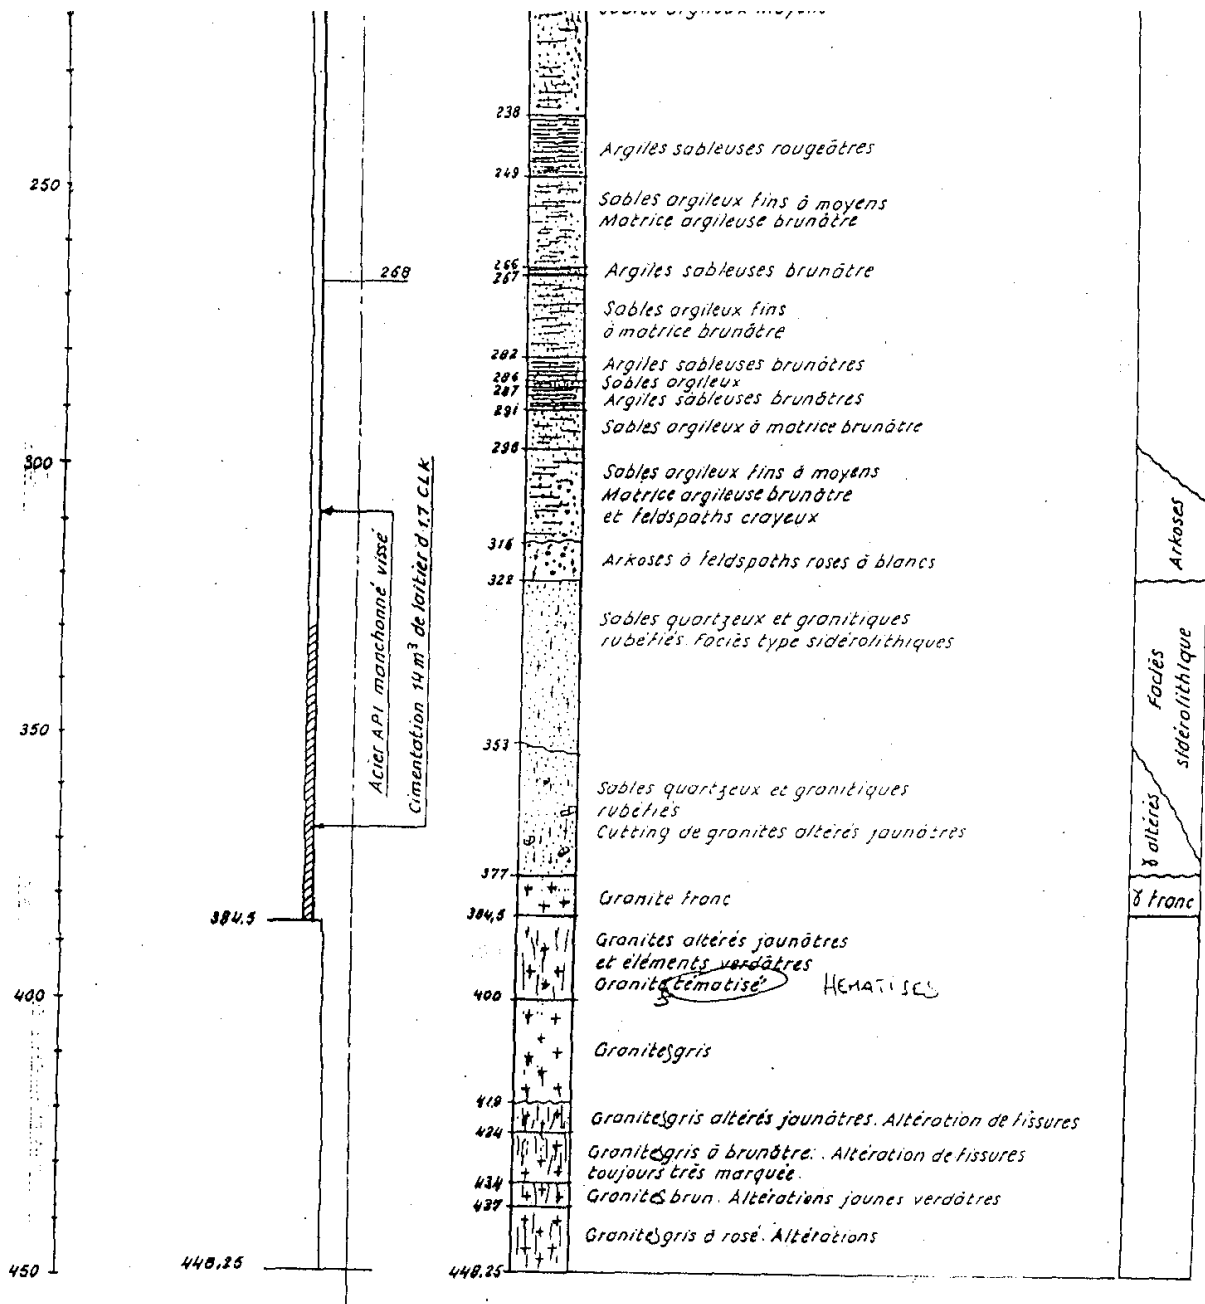 238
Argiles sableuses rougeâtres
249
250
Sables argileux fins à moyens
Matrice argileuse brunâtre
266
267
Argiles sableuses brunâtre
268
Sables argileux fins
à matrice brunâtre
282
Argiles sableuses brunâtres
286
Sables argileux
287
Argiles sableuses brunâtres
291
Sables argileux à matrice brunâtre
298
300
Sables argileux fins à moyens
Matrice argileuse brunâtre
et feldspaths crayeux
316
Arkoses à feldspaths roses à blancs
322
Arkoses
Acier API manchonné vissé
Cimentation 14 m³ de laitier d 1.7 CLK
Sables quartzeux et granitiques
rubéfiés. Faciès type sidérolithiques
Faciès
sidérolithique
350
353
Sables quartzeux et granitiques
rubéfiés
Cutting de granites altérés jaunâtres
γ altérés
377
Granite franc
γ franc
384,5
384.5
Granites altérés jaunâtres
et éléments verdâtres
Granites tématisé HEMATISES
400
400
Granites gris
419
Granites gris altérés jaunâtres. Altération de fissures
424
Granites gris à brunâtre. Altération de fissures
toujours très marquée.
434
Granites brun. Altérations jaunes verdâtres
437
Granites gris à rosé. Altérations
450
448,25
448,25